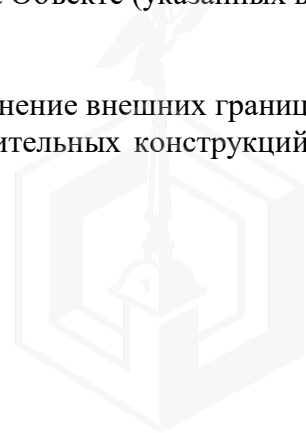 Объекте (указанных в
нение внешних границ
ительных конструкций